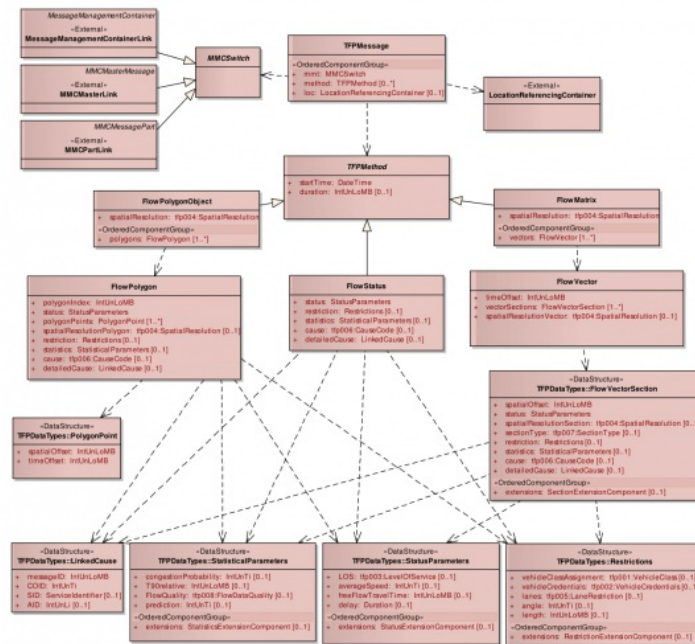 MessageManagementContainer
«External»
MessageManagementContainerLink
MMCMasterMessage
«External»
MMCMasterLink
MMCMessagePart
«External»
MMCPartLink
MMCSwitch
TFPMessage
«OrderedComponentGroup»
+ mmt: MMCSwitch
+ method: TFPMethod [0..*]
+ loc: LocationReferencingContainer [0..1]
«External»
LocationReferencingContainer
TFPMethod
+ startTime: DateTime
+ duration: IntUnLoMB [0..1]
FlowPolygonObject
+ spatialResolution: tfp004:SpatialResolution
«OrderedComponentGroup»
+ polygons: FlowPolygon [1..*]
FlowMatrix
+ spatialResolution: tfp004:SpatialResolution
«OrderedComponentGroup»
+ vectors: FlowVector [1..*]
FlowPolygon
+ polygonIndex: IntUnLoMB
+ status: StatusParameters
+ polygonPoints: PolygonPoint [1..*]
+ spatialResolutionPolygon: tfp004:SpatialResolution [0..1]
+ restriction: Restrictions [0..1]
+ statistics: StatisticalParameters [0..1]
+ cause: tfp006:CauseCode [0..1]
+ detailedCause: LinkedCause [0..1]
FlowStatus
+ status: StatusParameters
+ restriction: Restrictions [0..1]
+ statistics: StatisticalParameters [0..1]
+ cause: tfp006:CauseCode [0..1]
+ detailedCause: LinkedCause [0..1]
FlowVector
+ timeOffset: IntUnLoMB
+ vectorSections: FlowVectorSection [1..*]
+ spatialResolutionVector: tfp004:SpatialResolution [0..1]
«DataStructure»
TFPDataTypes::FlowVectorSection
+ spatialOffset: IntUnLoMB
+ status: StatusParameters
+ spatialResolutionSection: tfp004:SpatialResolution [0..
+ sectionType: tfp007:SectionType [0..1]
+ restriction: Restrictions [0..1]
+ statistics: StatisticalParameters [0..1]
+ cause: tfp006:CauseCode [0..1]
+ detailedCause: LinkedCause [0..1]
«OrderedComponentGroup»
+ extensions: SectionExtensionComponent [0..1]
«DataStructure»
TFPDataTypes::PolygonPoint
+ spatialOffset: IntUnLoMB
+ timeOffset: IntUnLoMB
«DataStructure»
TFPDataTypes::LinkedCause
+ messageID: IntUnLoMB
+ COID: IntUnTi
+ SID: ServiceIdentifier [0..1]
+ AID: IntUnLi [0..1]
«DataStructure»
TFPDataTypes::StatisticalParameters
+ congestionProbability: IntUnTi [0..1]
+ TS0relative: IntUnLoMB [0..1]
+ FlowQuality: tfp008:FlowDataQuality [0..1]
+ prediction: IntUnTi [0..1]
«OrderedComponentGroup»
+ extensions: StatisticsExtensionComponent [0..1]
«DataStructure»
TFPDataTypes::StatusParameters
+ LOS: tfp003:LevelOfService [0..1]
+ averageSpeed: IntUnTi [0..1]
+ freeFlowTravelTime: IntUnLoMB [0..1]
+ delay: Duration [0..1]
«OrderedComponentGroup»
+ extensions: StatusExtensionComponent [0..1]
«DataStructure»
TFPDataTypes::Restrictions
+ vehicleClassAssignment: tfp001:VehicleClass [0..1]
+ vehicleCredentials: tfp002:VehicleCredentials [0..1]
+ lanes: tfp005:LaneRestriction [0..1]
+ angle: IntUnTi [0..1]
+ length: IntUnLoMB [0..1]
«OrderedComponentGroup»
+ extensions: RestrictionExtensionComponent [0..1]